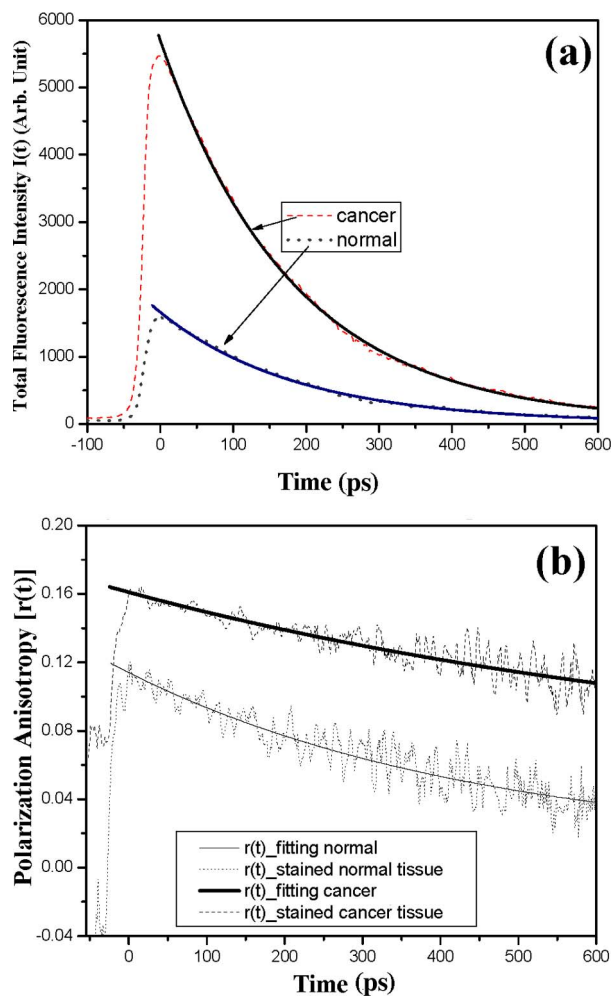 (a)
Total Fluorescence Intensity I(t) (Arb. Unit)
6000
5000
4000
3000
2000
1000
0
cancer
normal
-100 0 100 200 300 400 500 600
Time (ps)
(b)
Polarization Anisotropy [r(t)]
0.20
0.16
0.12
0.08
0.04
0.00
-0.04
r(t)_fitting normal
r(t)_stained normal tissue
r(t)_fitting cancer
r(t)_stained cancer tissue
0 100 200 300 400 500 600
Time (ps)